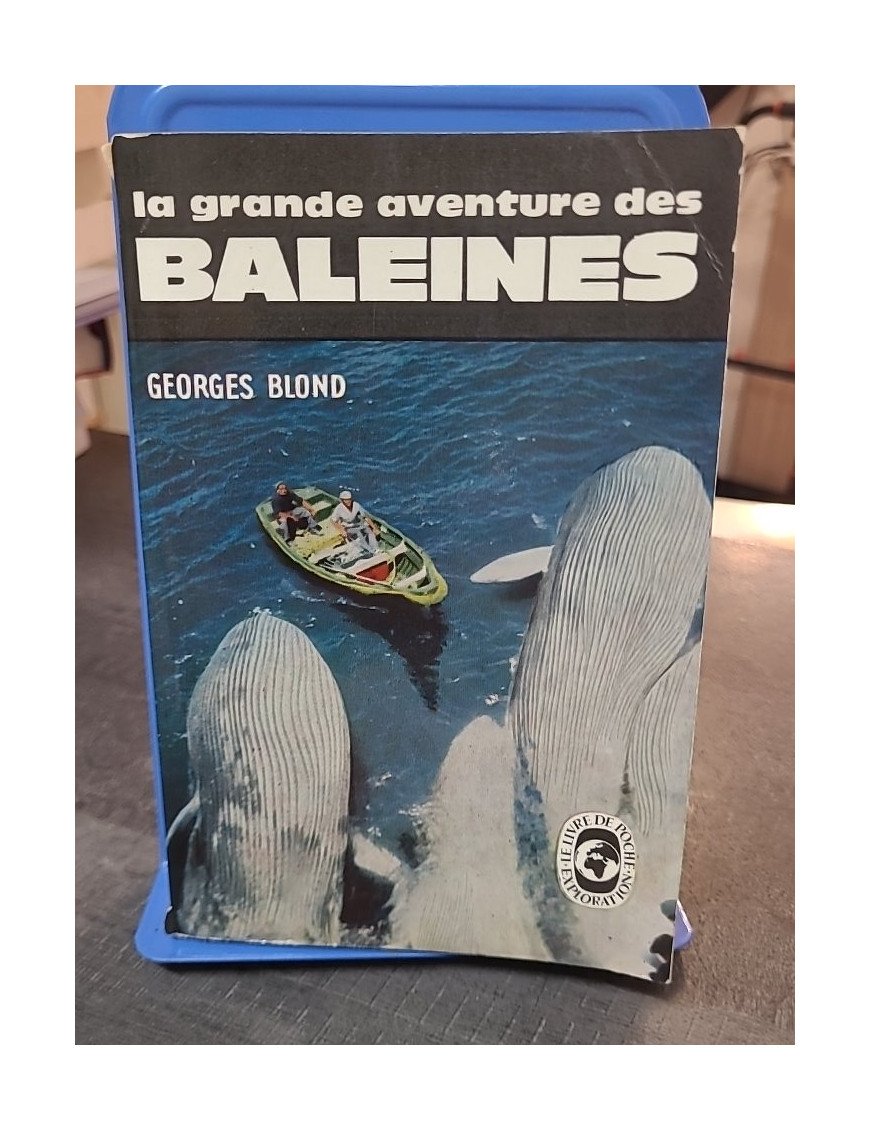 la grande aventure des
BALEINES
GEORGES BLOND
LE LIVRE DE POCHE
EXPLORATION